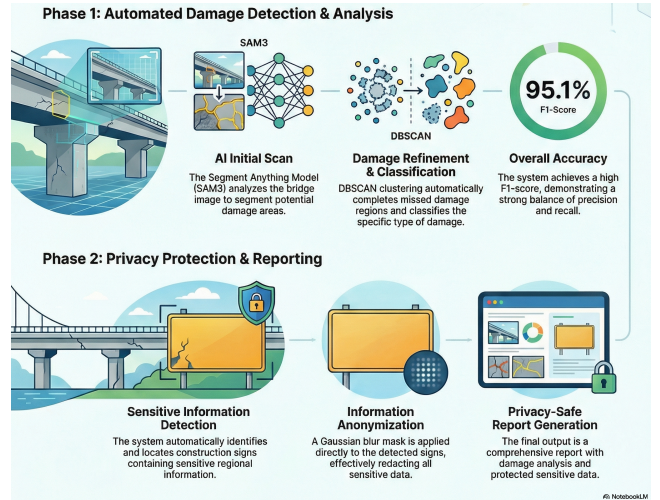 Phase 1: Automated Damage Detection & Analysis
SAM3
DBSCAN
95.1%
F1-Score
AI Initial Scan
The Segment Anything Model
(SAM3) analyzes the bridge
image to segment potential
damage areas.
Damage Refinement
& Classification
DBSCAN clustering automatically
completes missed damage
regions and classifies the
specific type of damage.
Overall Accuracy
The system achieves a high
F1-score, demonstrating a
strong balance of precision
and recall.
Phase 2: Privacy Protection & Reporting
Sensitive Information
Detection
The system automatically identifies
and locates construction signs
containing sensitive regional
information.
Information
Anonymization
A Gaussian blur mask is applied
directly to the detected signs,
effectively redacting all
sensitive data.
Privacy-Safe
Report Generation
The final output is a
comprehensive report with
damage analysis and
protected sensitive data.
NotebookLM